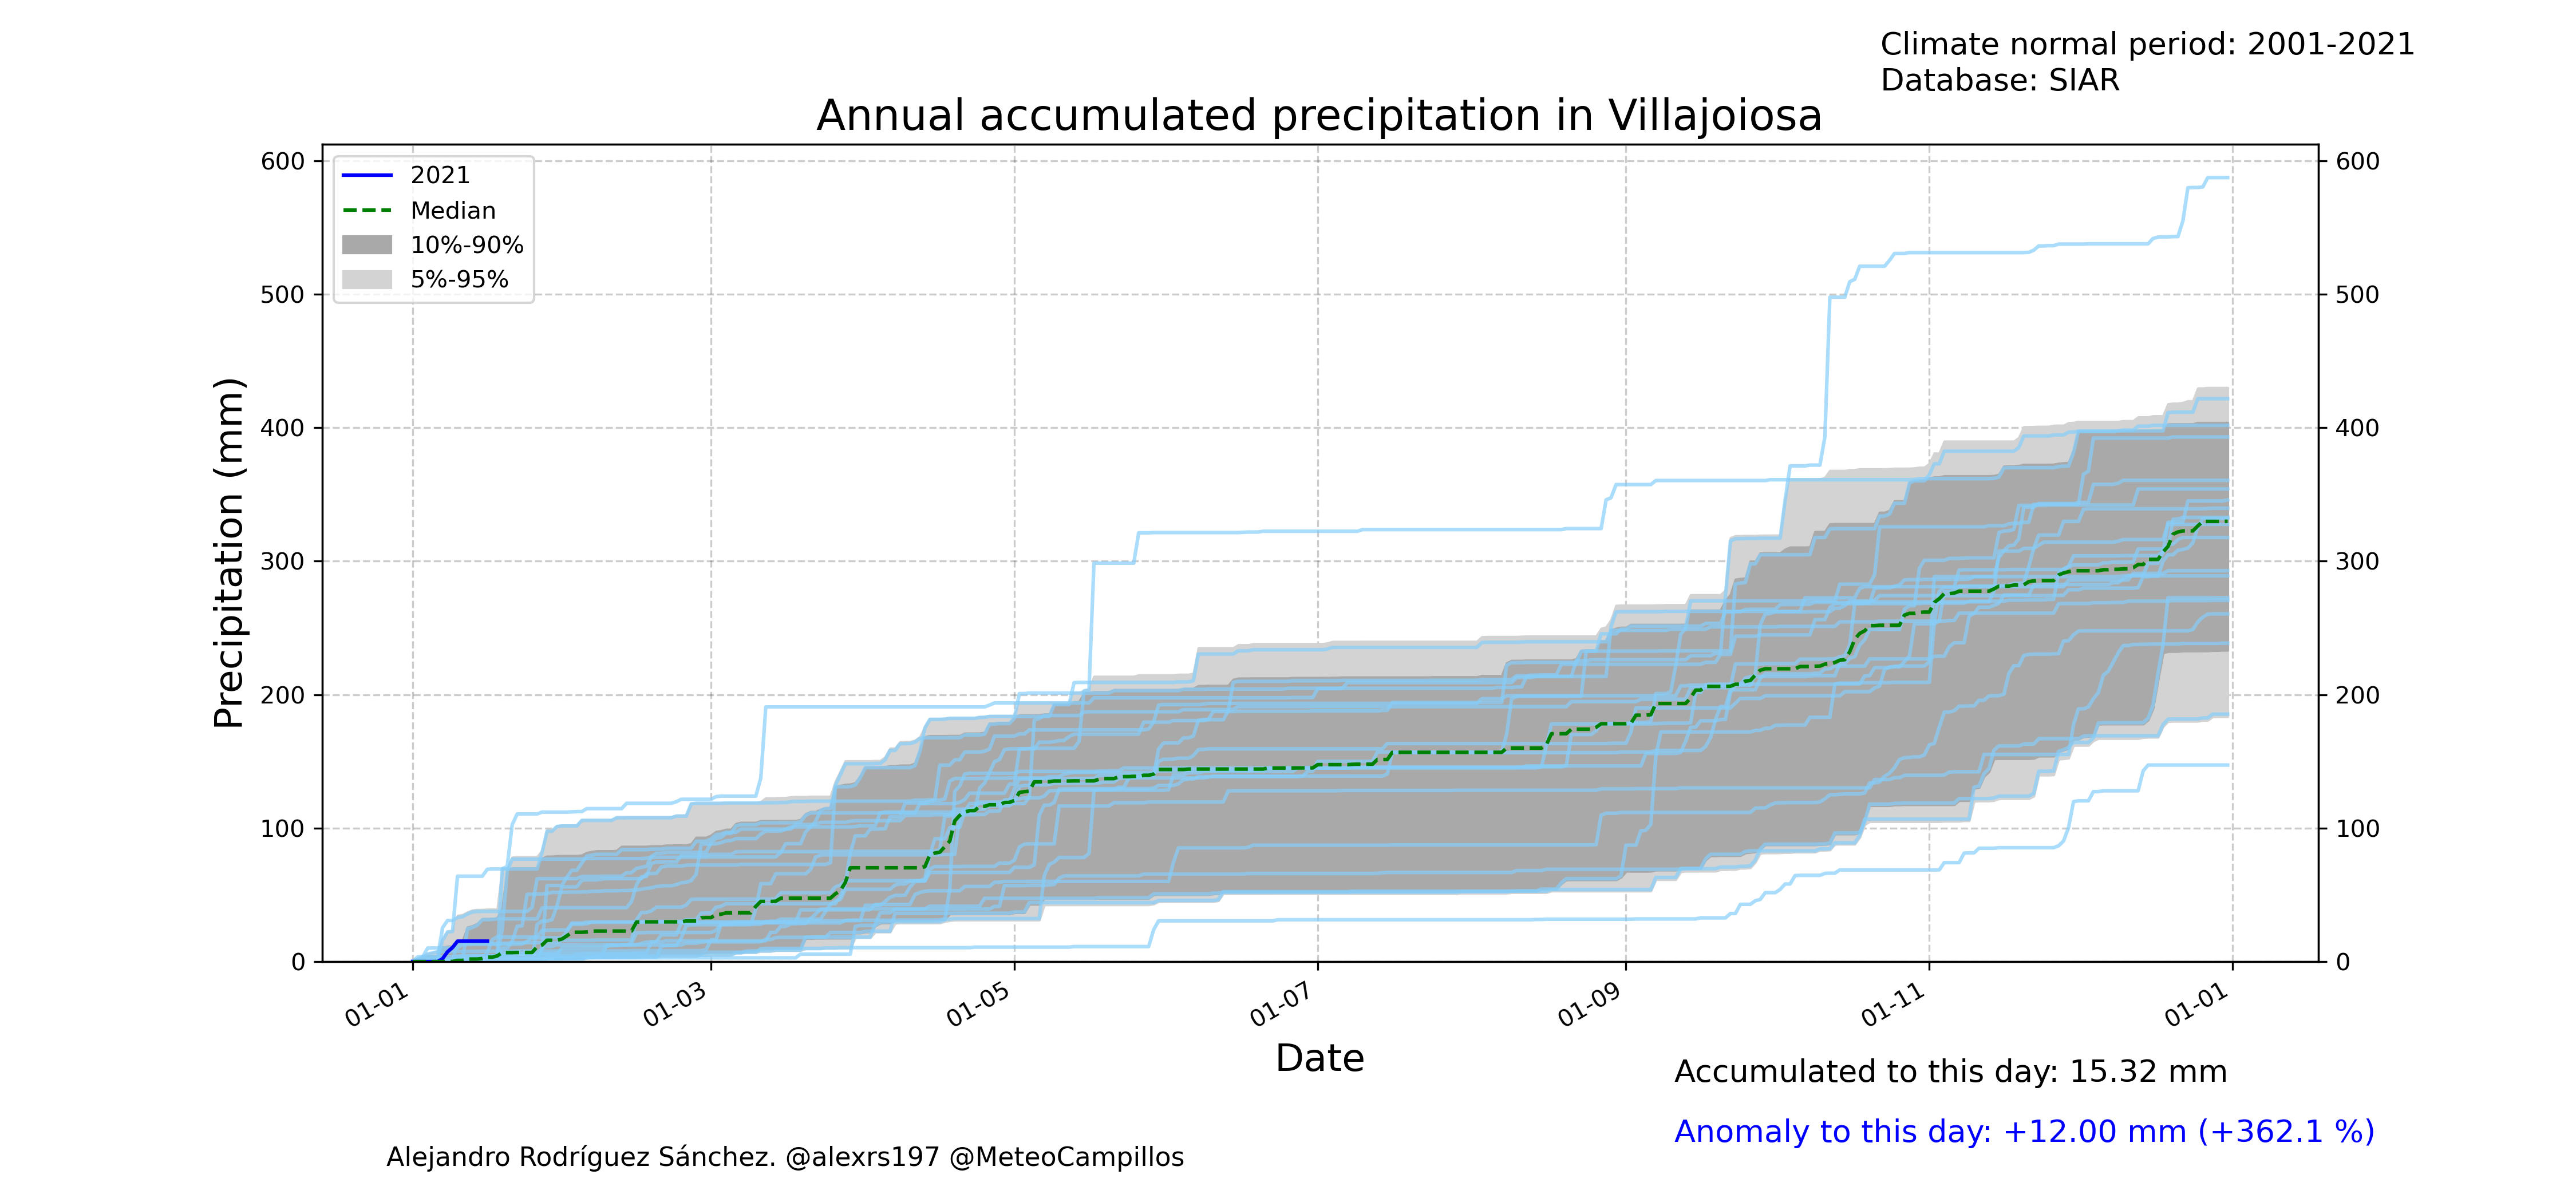 Climate normal period: 2001-2021
Database: SIAR
Annual accumulated precipitation in Villajoiosa
2021
Median
10%-90%
5%-95%
Precipitation (mm)
600
500
400
300
200
100
0
600
500
400
300
200
100
0
01-01
01-03
01-05
01-07
01-09
01-11
01-01
Date
Accumulated to this day: 15.32 mm
Anomaly to this day: +12.00 mm (+362.1 %)
Alejandro Rodríguez Sánchez. @alexrs197 @MeteoCampillos